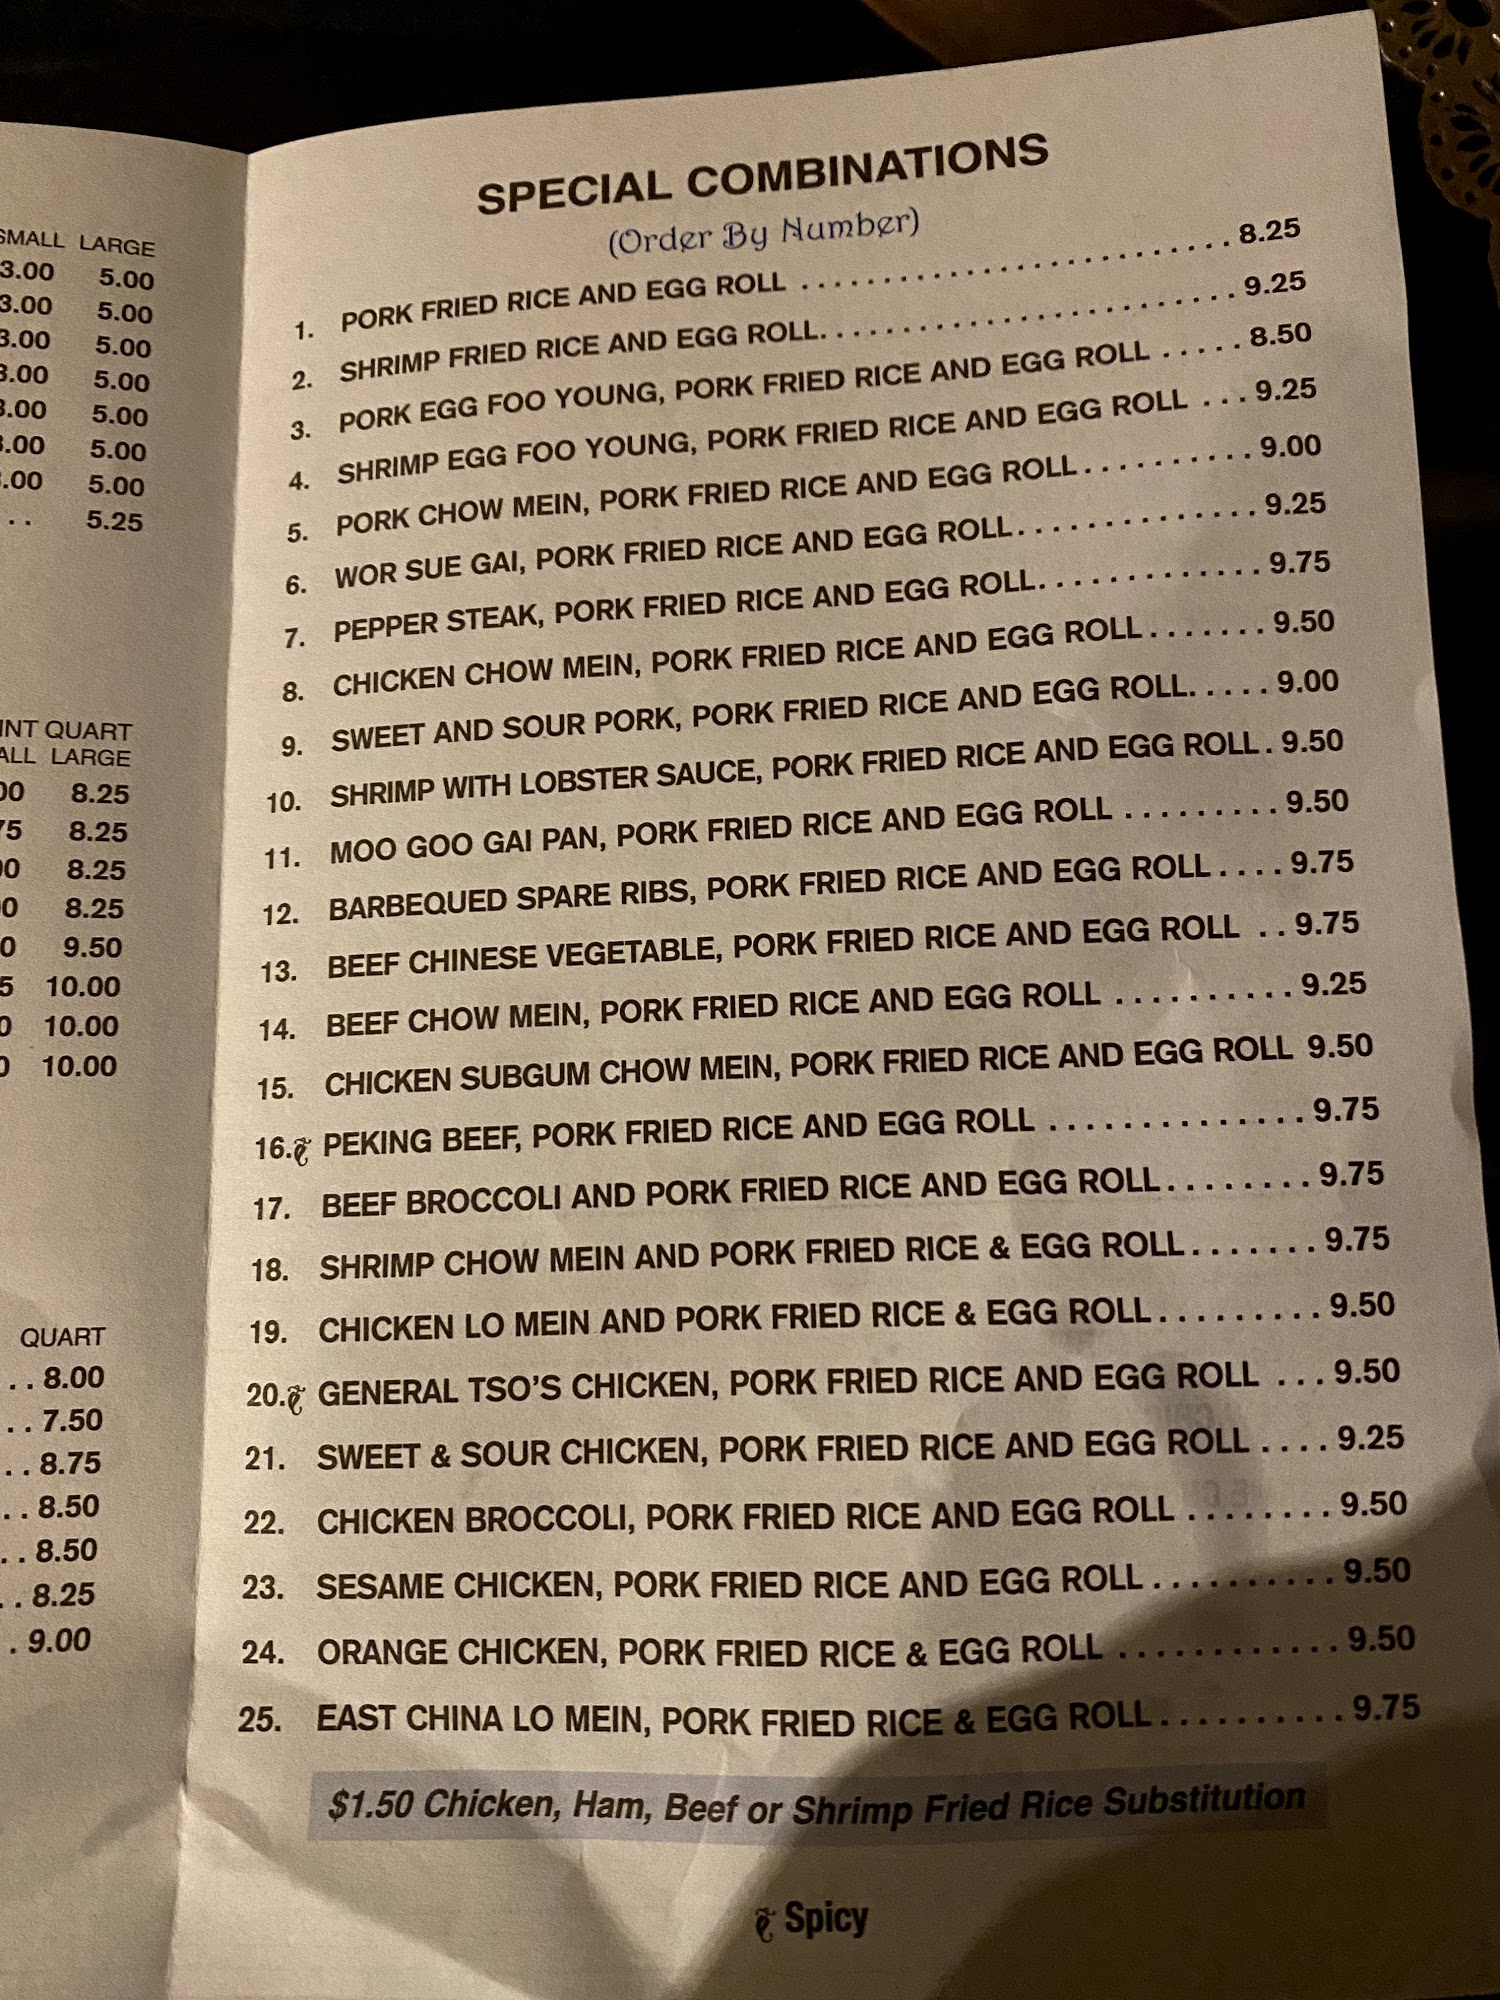 SMALL LARGE
3.00 5.00
3.00 5.00
3.00 5.00
3.00 5.00
3.00 5.00
3.00 5.00
.00 5.00
. . 5.25
QUART
LARGE
8.25
8.25
8.25
8.25
9.50
10.00
10.00
10.00
QUART
. . 8.00
. . 7.50
. . 8.75
. . 8.50
. . 8.50
. . 8.25
. 9.00
SPECIAL COMBINATIONS
(Order By Number)
1. PORK FRIED RICE AND EGG ROLL . . . . . . . . . . . . . . . . . . . . . . . . . . 8.25
2. SHRIMP FRIED RICE AND EGG ROLL. . . . . . . . . . . . . . . . . . . . . . . . 9.25
3. PORK EGG FOO YOUNG, PORK FRIED RICE AND EGG ROLL . . . . . 8.50
4. SHRIMP EGG FOO YOUNG, PORK FRIED RICE AND EGG ROLL . . . 9.25
5. PORK CHOW MEIN, PORK FRIED RICE AND EGG ROLL. . . . . . . . . . 9.00
6. WOR SUE GAI, PORK FRIED RICE AND EGG ROLL. . . . . . . . . . . . . . 9.25
7. PEPPER STEAK, PORK FRIED RICE AND EGG ROLL. . . . . . . . . . . . . 9.75
8. CHICKEN CHOW MEIN, PORK FRIED RICE AND EGG ROLL. . . . . . . 9.50
9. SWEET AND SOUR PORK, PORK FRIED RICE AND EGG ROLL. . . . . 9.00
10. SHRIMP WITH LOBSTER SAUCE, PORK FRIED RICE AND EGG ROLL . 9.50
11. MOO GOO GAI PAN, PORK FRIED RICE AND EGG ROLL . . . . . . . . . 9.50
12. BARBEQUED SPARE RIBS, PORK FRIED RICE AND EGG ROLL . . . . 9.75
13. BEEF CHINESE VEGETABLE, PORK FRIED RICE AND EGG ROLL . . 9.75
14. BEEF CHOW MEIN, PORK FRIED RICE AND EGG ROLL . . . . . . . . . . 9.25
15. CHICKEN SUBGUM CHOW MEIN, PORK FRIED RICE AND EGG ROLL 9.50
16. PEKING BEEF, PORK FRIED RICE AND EGG ROLL . . . . . . . . . . . . . . 9.75
17. BEEF BROCCOLI AND PORK FRIED RICE AND EGG ROLL. . . . . . . . 9.75
18. SHRIMP CHOW MEIN AND PORK FRIED RICE & EGG ROLL. . . . . . . 9.75
19. CHICKEN LO MEIN AND PORK FRIED RICE & EGG ROLL. . . . . . . . . 9.50
20. GENERAL TSO'S CHICKEN, PORK FRIED RICE AND EGG ROLL . . . 9.50
21. SWEET & SOUR CHICKEN, PORK FRIED RICE AND EGG ROLL . . . . 9.25
22. CHICKEN BROCCOLI, PORK FRIED RICE AND EGG ROLL . . . . . . . . 9.50
23. SESAME CHICKEN, PORK FRIED RICE AND EGG ROLL . . . . . . . . . . 9.50
24. ORANGE CHICKEN, PORK FRIED RICE & EGG ROLL . . . . . . . . . . . . 9.50
25. EAST CHINA LO MEIN, PORK FRIED RICE & EGG ROLL. . . . . . . . . . 9.75
$1.50 Chicken, Ham, Beef or Shrimp Fried Rice Substitution
Spicy